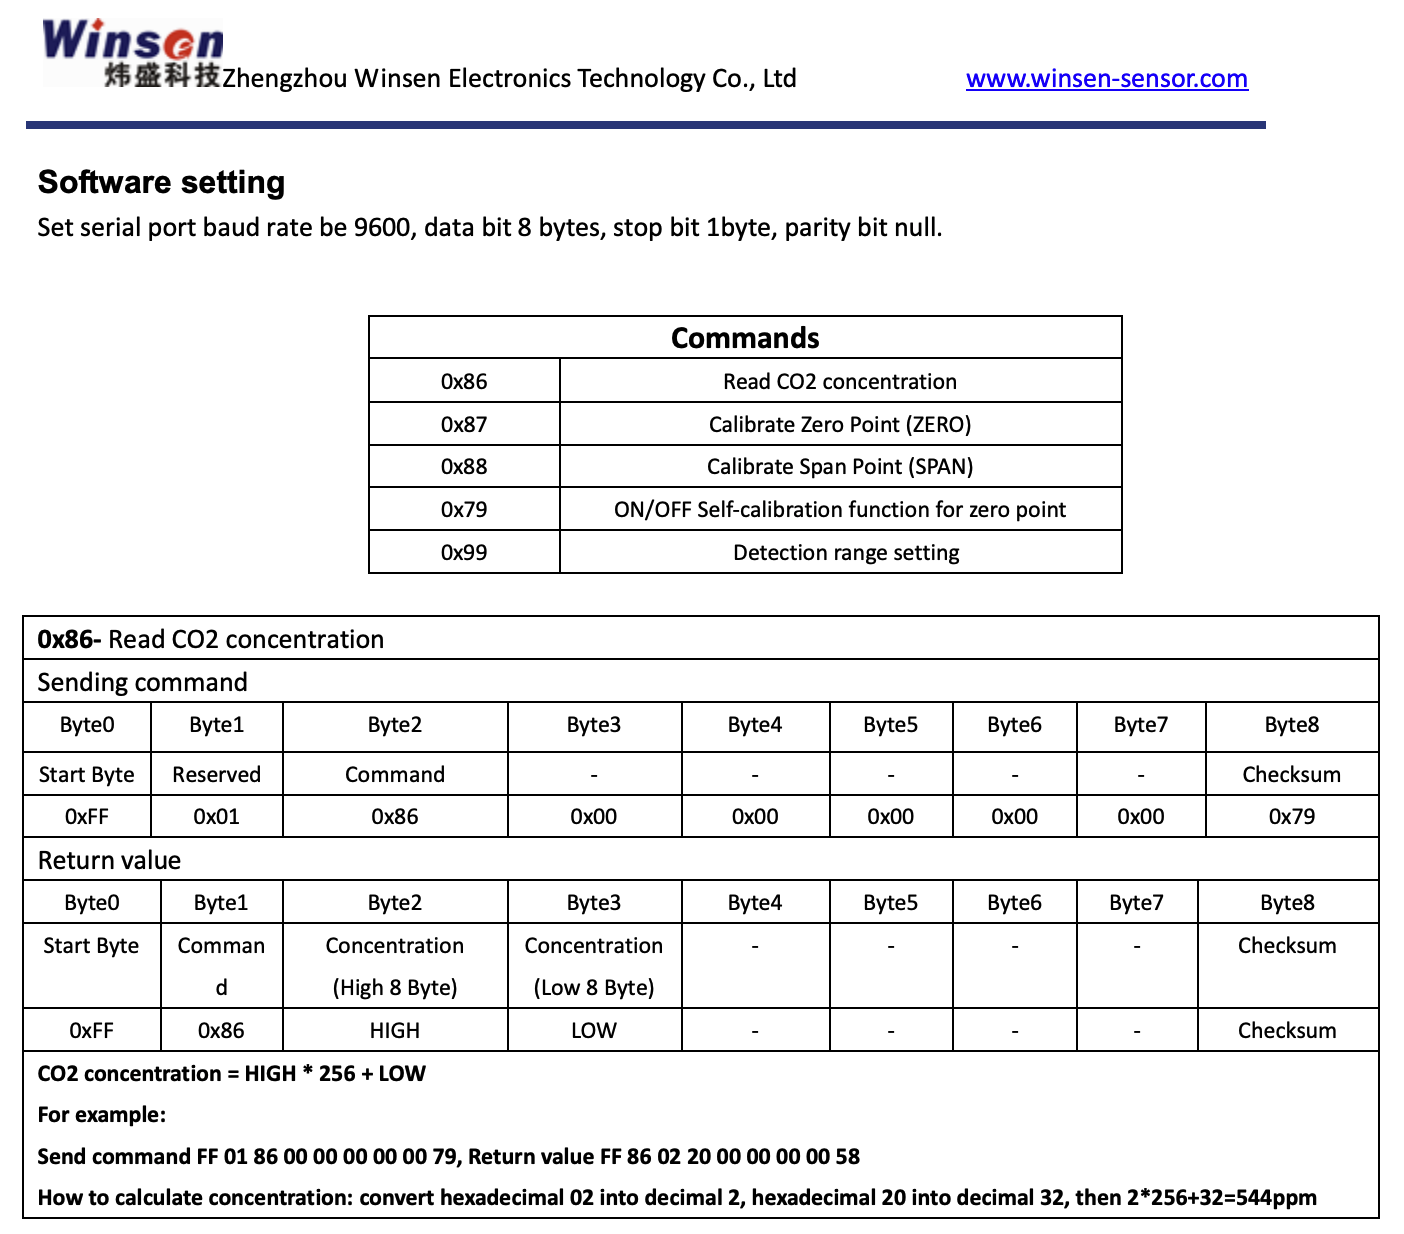 Winsen
炜盛科技Zhengzhou Winsen Electronics Technology Co., Ltd www.winsen-sensor.com
Software setting
Set serial port baud rate be 9600, data bit 8 bytes, stop bit 1byte, parity bit null.
Commands
0x86 Read CO2 concentration
0x87 Calibrate Zero Point (ZERO)
0x88 Calibrate Span Point (SPAN)
0x79 ON/OFF Self-calibration function for zero point
0x99 Detection range setting
0x86- Read CO2 concentration
Sending command
Byte0 Byte1 Byte2 Byte3 Byte4 Byte5 Byte6 Byte7 Byte8
Start Byte Reserved Command - - - - - Checksum
0xFF 0x01 0x86 0x00 0x00 0x00 0x00 0x00 0x79
Return value
Byte0 Byte1 Byte2 Byte3 Byte4 Byte5 Byte6 Byte7 Byte8
Start Byte Comman Concentration Concentration - - - - Checksum
d (High 8 Byte) (Low 8 Byte)
0xFF 0x86 HIGH LOW - - - - Checksum
CO2 concentration = HIGH * 256 + LOW
For example:
Send command FF 01 86 00 00 00 00 00 79, Return value FF 86 02 20 00 00 00 00 58
How to calculate concentration: convert hexadecimal 02 into decimal 2, hexadecimal 20 into decimal 32, then 2*256+32=544ppm